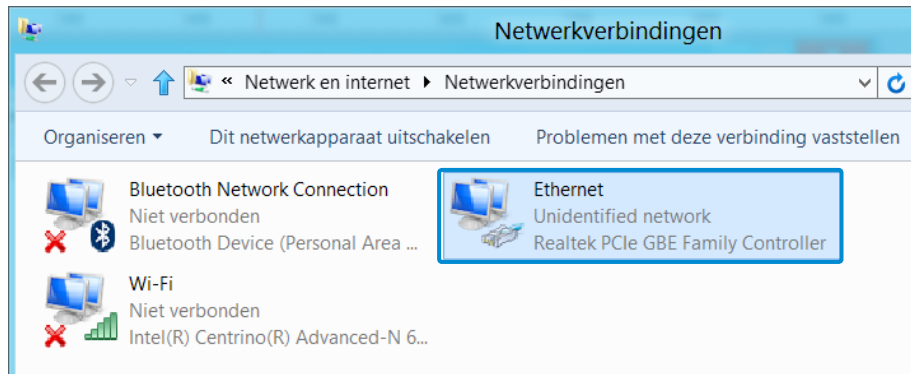 Netwerkverbindingen
« Netwerk en internet Netwerkverbindingen
Organiseren Dit netwerkapparaat uitschakelen Problemen met deze verbinding vaststellen
Bluetooth Network Connection
Niet verbonden
Bluetooth Device (Personal Area ...
Ethernet
Unidentified network
Realtek PCIe GBE Family Controller
Wi-Fi
Niet verbonden
Intel(R) Centrino(R) Advanced-N 6...